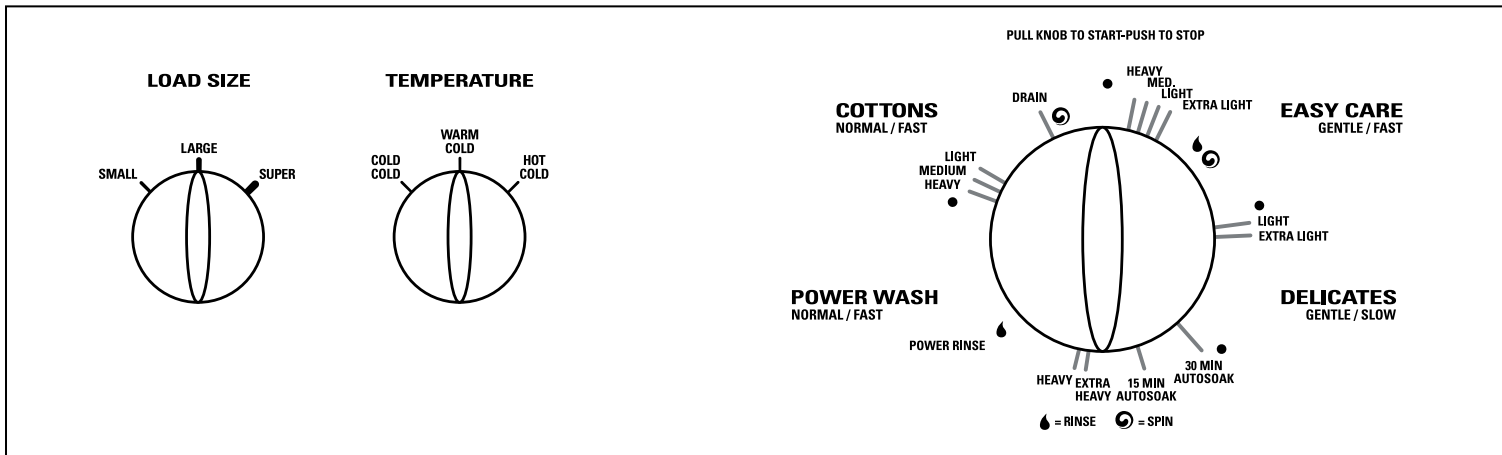 PULL KNOB TO START-PUSH TO STOP
LOAD SIZE
SMALL
LARGE
SUPER
TEMPERATURE
COLD
COLD
WARM
COLD
HOT
COLD
COTTONS
NORMAL / FAST
DRAIN
LIGHT
MEDIUM
HEAVY
HEAVY
MED.
LIGHT
EXTRA LIGHT
EASY CARE
GENTLE / FAST
LIGHT
EXTRA LIGHT
POWER WASH
NORMAL / FAST
POWER RINSE
HEAVY
EXTRA
HEAVY
15 MIN
AUTOSOAK
30 MIN
AUTOSOAK
DELICATES
GENTLE / SLOW
= RINSE
= SPIN